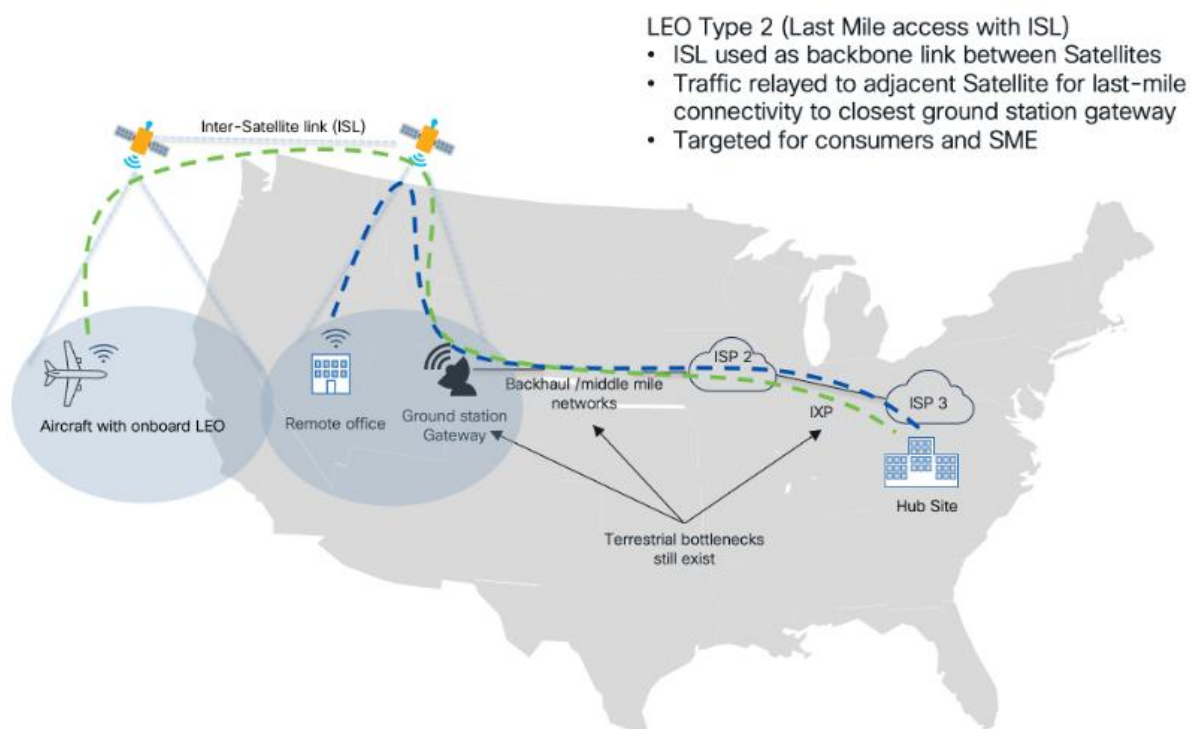 LEO Type 2 (Last Mile access with ISL)
• ISL used as backbone link between Satellites
• Traffic relayed to adjacent Satellite for last-mile
connectivity to closest ground station gateway
• Targeted for consumers and SME
Inter-Satellite link (ISL)
ISP 2
Backhaul /middle mile
networks
ISP 3
IXP
Aircraft with onboard LEO
Remote office
Ground station
Gateway
Hub Site
Terrestrial bottlenecks
still exist